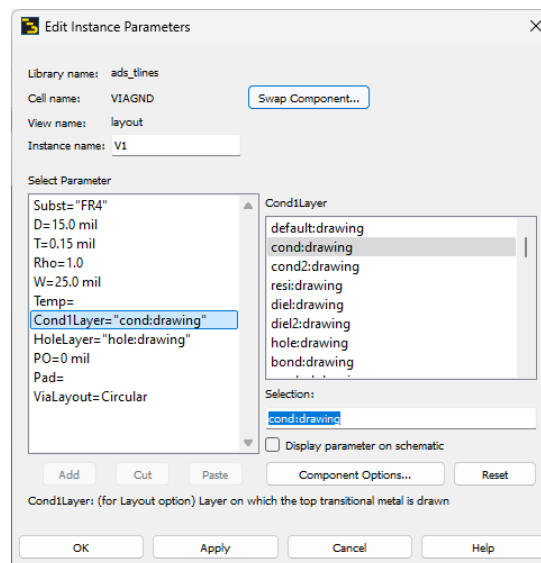 Edit Instance Parameters
Library name: ads_tlines
Cell name: VIAGND
Swap Component...
View name: layout
Instance name: V1
Select Parameter
Subst="FR4"
D=15.0 mil
T=0.15 mil
Rho=1.0
W=25.0 mil
Temp=
Cond1Layer="cond:drawing"
HoleLayer="hole:drawing"
PO=0 mil
Pad=
ViaLayout=Circular
Cond1Layer
default:drawing
cond:drawing
cond2:drawing
resi:drawing
diel:drawing
diel2:drawing
hole:drawing
bond:drawing
Selection:
cond:drawing
Display parameter on schematic
Add
Cut
Paste
Component Options...
Reset
Cond1Layer: (for Layout option) Layer on which the top transitional metal is drawn
OK
Apply
Cancel
Help